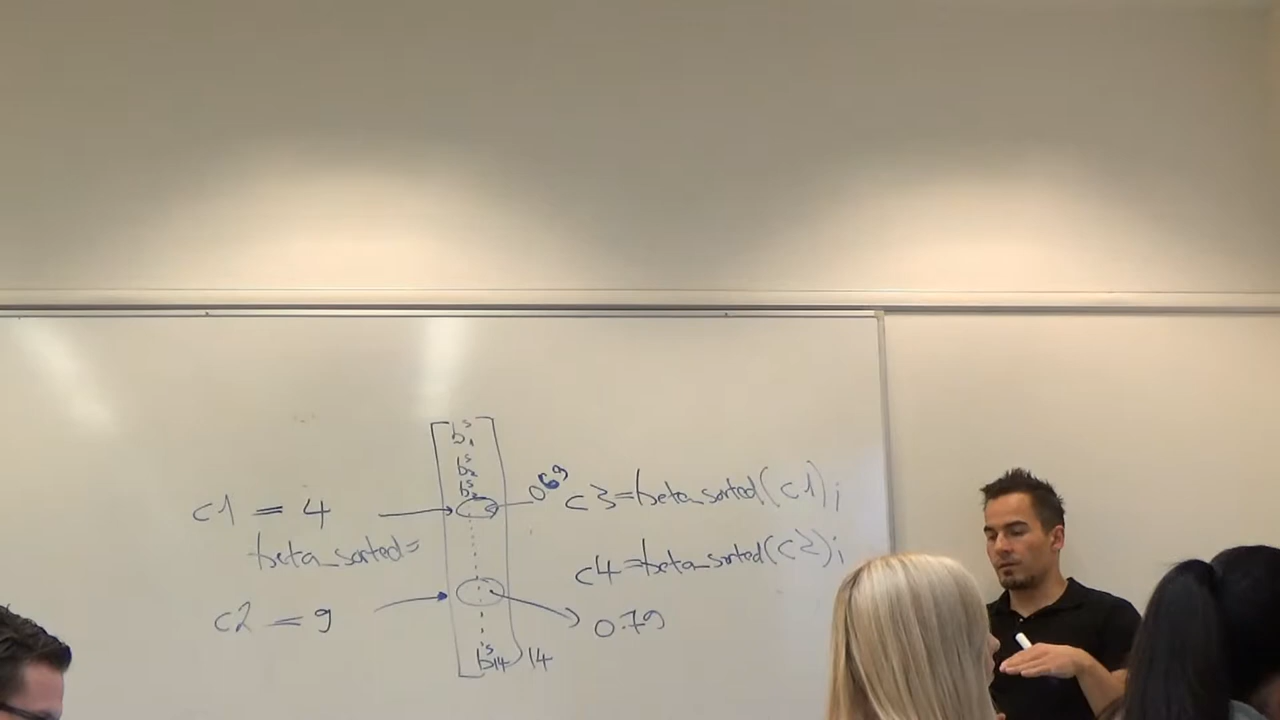 b₁ˢ
b₂ˢ
b₃ˢ
c1 = 4
0.69
c3=beta_sorted(c1);
beta_sorted=
c4=beta_sorted(c2);
c2 = 9
0.79
b₁₄ˢ
14